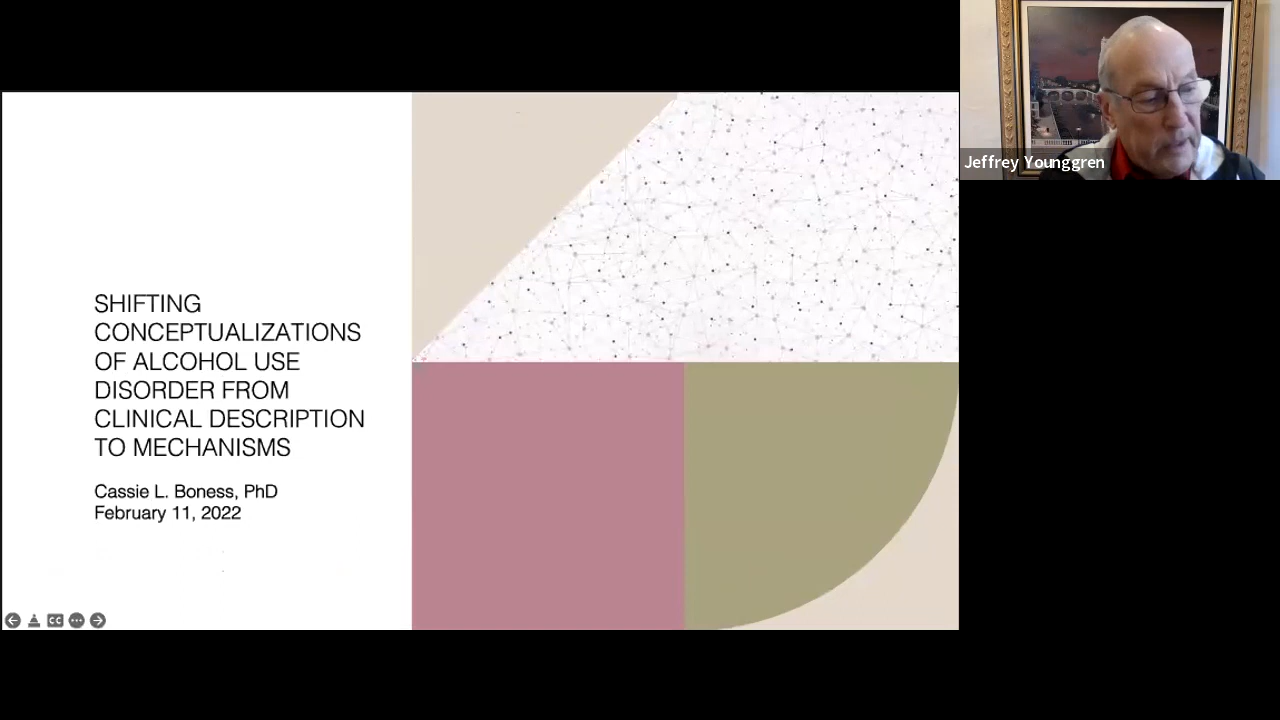 SHIFTING
CONCEPTUALIZATIONS
OF ALCOHOL USE
DISORDER FROM
CLINICAL DESCRIPTION
TO MECHANISMS
Cassie L. Boness, PhD
February 11, 2022
CC
Jeffrey Younggren